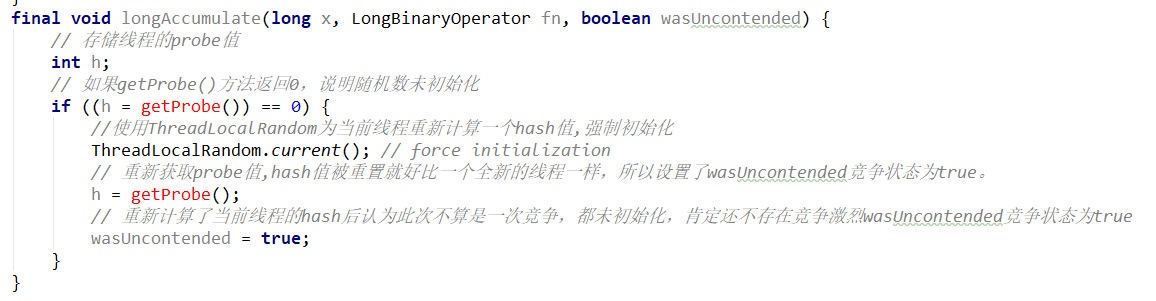 final void longAccumulate(long x, LongBinaryOperator fn, boolean wasUncontended) {
// 存储线程的probe值
int h;
// 如果getProbe()方法返回0，说明随机数未初始化
if ((h = getProbe()) == 0) {
//使用ThreadLocalRandom为当前线程重新计算一个hash值,强制初始化
ThreadLocalRandom.current(); // force initialization
// 重新获取probe值,hash值被重置就好比一个全新的线程一样，所以设置了wasUncontended竞争状态为true。
h = getProbe();
// 重新计算了当前线程的hash后认为此次不算是一次竞争，都未初始化，肯定还不存在竞争激烈wasUncontended竞争状态为true
wasUncontended = true;
}
}